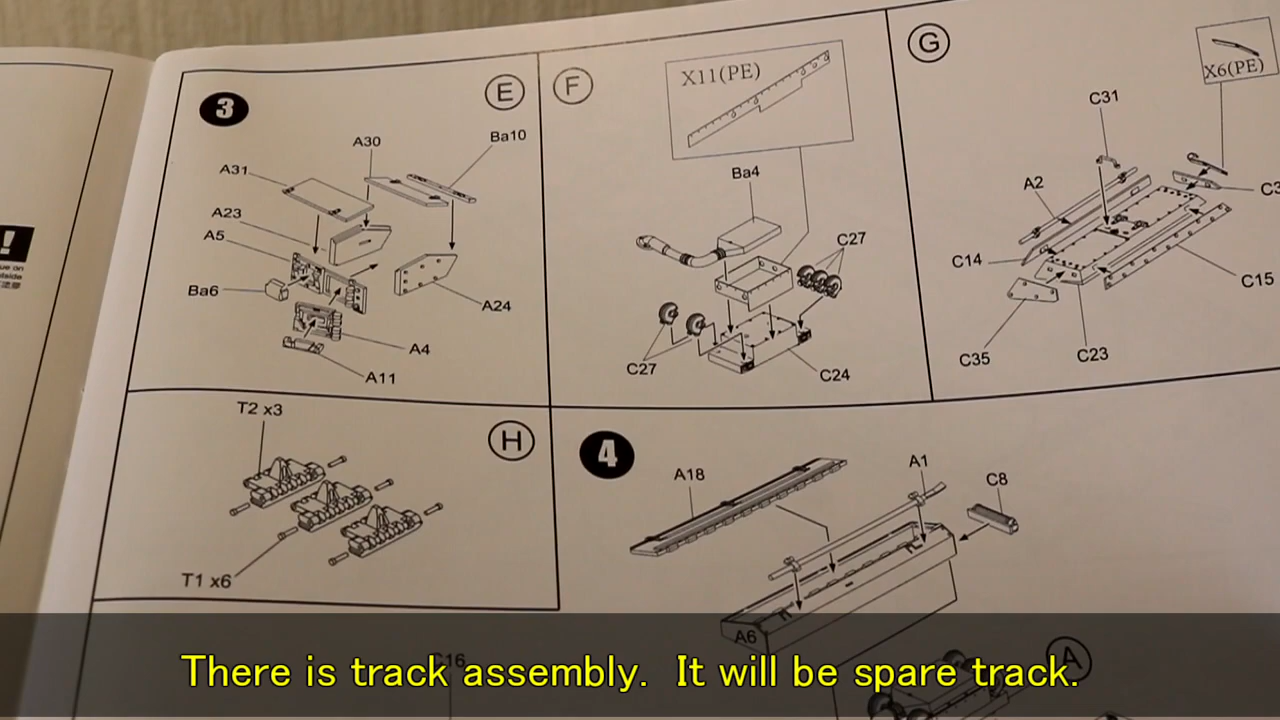 3
E
A31
A30
Ba10
A23
A5
Ba6
A24
A4
A11
F
X11(PE)
Ba4
C27
C27
C24
G
X6(PE)
C31
A2
C14
C15
C35
C23
H
T2 x3
T1 x6
4
A18
A1
C8
A6
C16
A
!
There is track assembly. It will be spare track.